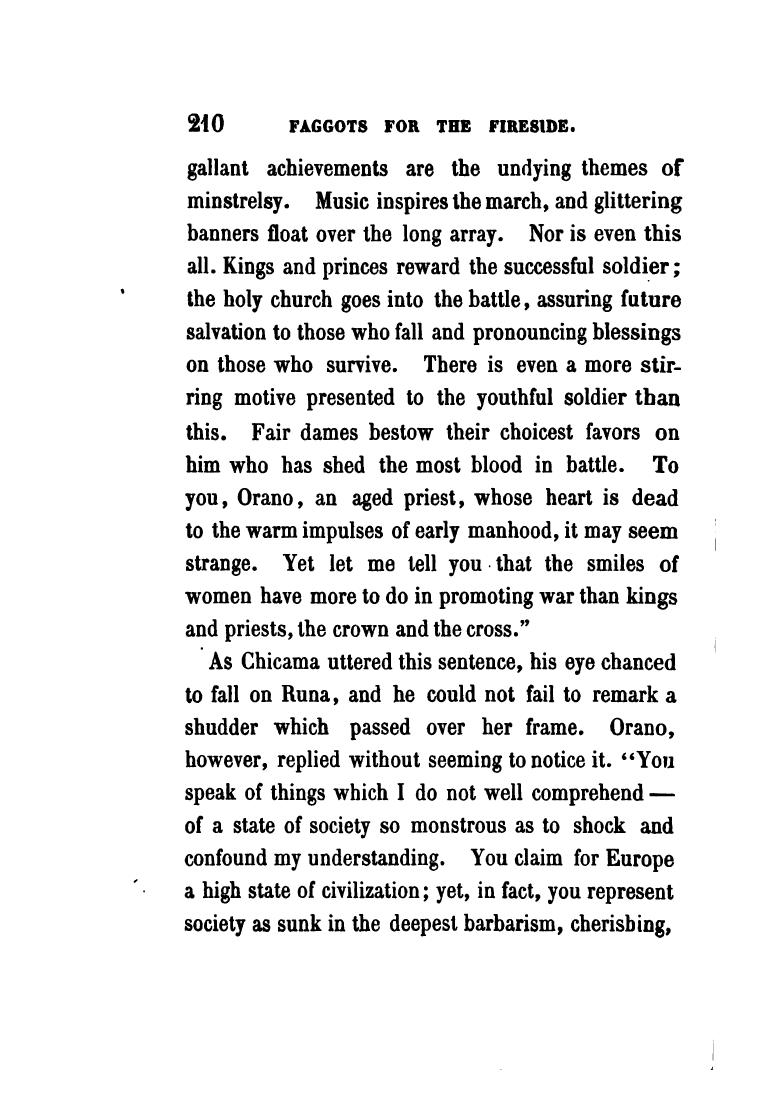 210 FAGGOTS FOR THE FIRESIDE.
gallant achievements are the undying themes of
minstrelsy. Music inspires the march, and glittering
banners float over the long array. Nor is even this
all. Kings and princes reward the successful soldier;
the holy church goes into the battle, assuring future
salvation to those who fall and pronouncing blessings
on those who survive. There is even a more stir-
ring motive presented to the youthful soldier than
this. Fair dames bestow their choicest favors on
him who has shed the most blood in battle. To
you, Orano, an aged priest, whose heart is dead
to the warm impulses of early manhood, it may seem
strange. Yet let me tell you that the smiles of
women have more to do in promoting war than kings
and priests, the crown and the cross.”
As Chicama uttered this sentence, his eye chanced
to fall on Runa, and he could not fail to remark a
shudder which passed over her frame. Orano,
however, replied without seeming to notice it. “You
speak of things which I do not well comprehend —
of a state of society so monstrous as to shock and
confound my understanding. You claim for Europe
a high state of civilization; yet, in fact, you represent
society as sunk in the deepest barbarism, cherishing,